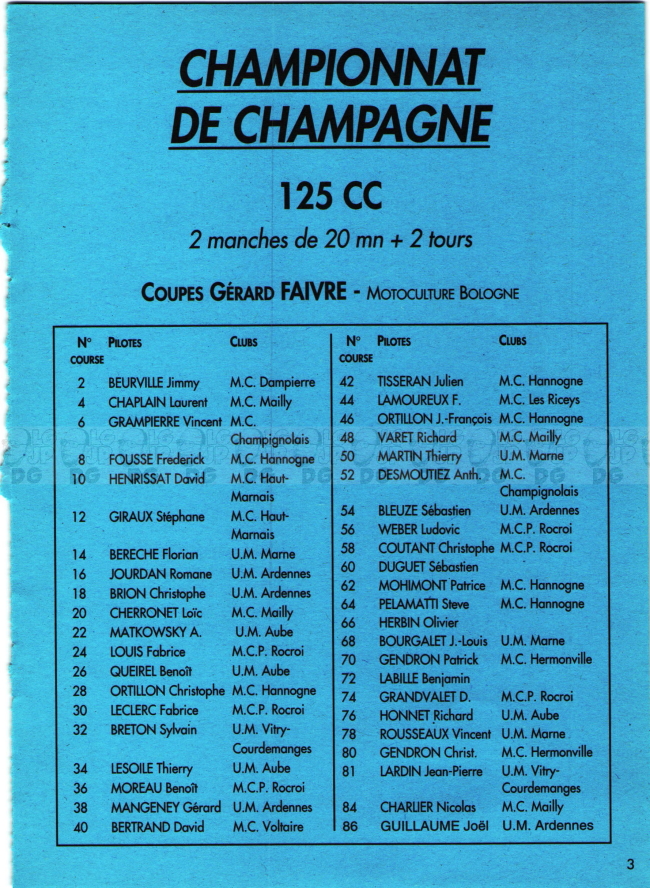 CHAMPIONNAT
DE CHAMPAGNE
125 CC
2 manches de 20 mn + 2 tours
COUPES GÉRARD FAIVRE - MOTOCULTURE BOLOGNE
N° PILOTES CLUBS
COURSE
2 BEURVILLE Jimmy M.C. Dampierre
4 CHAPLAIN Laurent M.C. Mailly
6 GRAMPIERRE Vincent M.C.
Champignolais
8 FOUSSE Frederick M.C. Hannogne
10 HENRISSAT David M.C. Haut-
Marnais
12 GIRAUX Stéphane M.C. Haut-
Marnais
14 BERECHE Florian U.M. Marne
16 JOURDAN Romane U.M. Ardennes
18 BRION Christophe U.M. Ardennes
20 CHERRONET Loïc M.C. Mailly
22 MATKOWSKY A. U.M. Aube
24 LOUIS Fabrice M.C.P. Rocroi
26 QUEIREL Benoît U.M. Aube
28 ORTILLON Christophe M.C. Hannogne
30 LECLERC Fabrice M.C.P. Rocroi
32 BRETON Sylvain U.M. Vitry-
Courdemanges
34 LESOILE Thierry U.M. Aube
36 MOREAU Benoît M.C.P. Rocroi
38 MANGENEY Gérard U.M. Ardennes
40 BERTRAND David M.C. Voltaire
N° PILOTES CLUBS
COURSE
42 TISSERAN Julien M.C. Hannogne
44 LAMOUREUX F. M.C. Les Riceys
46 ORTILLON J.-François M.C. Hannogne
48 VARET Richard M.C. Mailly
50 MARTIN Thierry U.M. Marne
52 DESMOUTIEZ Anth. M.C.
Champignolais
54 BLEUZE Sébastien U.M. Ardennes
56 WEBER Ludovic M.C.P. Rocroi
58 COUTANT Christophe M.C.P. Rocroi
60 DUGUET Sébastien
62 MOHIMONT Patrice M.C. Hannogne
64 PELAMATTI Steve M.C. Hannogne
66 HERBIN Olivier
68 BOURGALET J.-Louis U.M. Marne
70 GENDRON Patrick M.C. Hermonville
72 LABILLE Benjamin
74 GRANDVALET D. M.C.P. Rocroi
76 HONNET Richard U.M. Aube
78 ROUSSEAUX Vincent U.M. Marne
80 GENDRON Christ. M.C. Hermonville
81 LARDIN Jean-Pierre U.M. Vitry-
Courdemanges
84 CHARLIER Nicolas M.C. Mailly
86 GUILLAUME Joël U.M. Ardennes
3